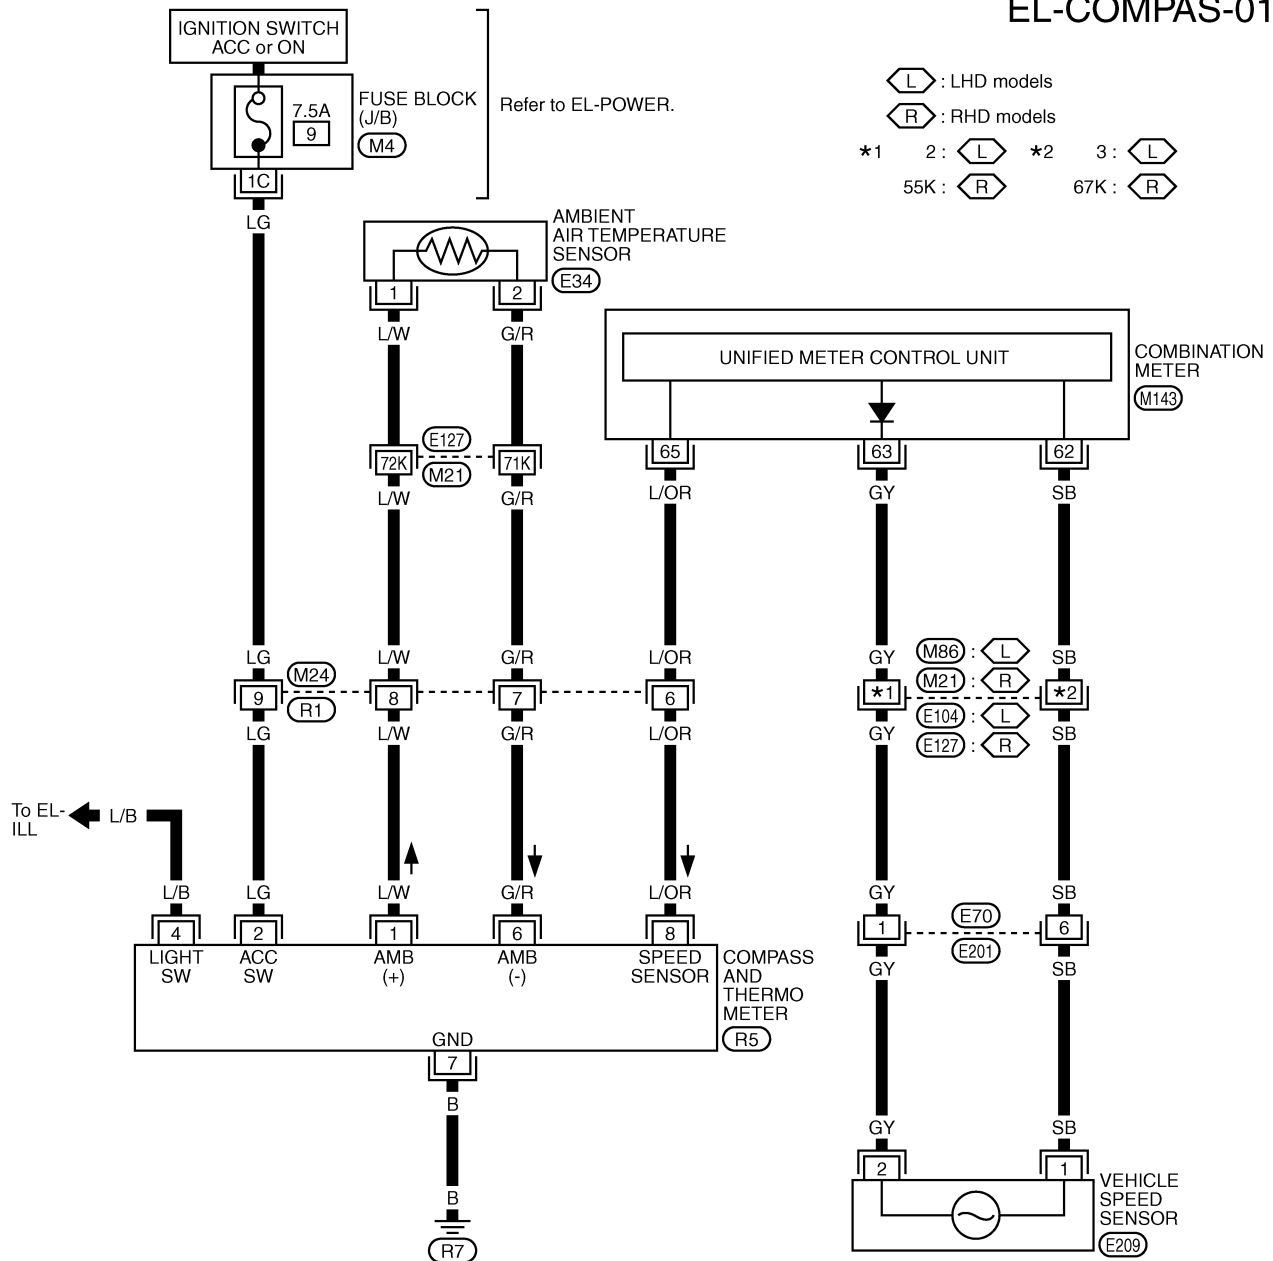 EL-COMPAS-01
IGNITION SWITCH
ACC or ON
7.5A
9
FUSE BLOCK
(J/B)
M4
Refer to EL-POWER.
1C
LG
L : LHD models
R : RHD models
*1 2 : L *2 3 : L
55K : R 67K : R
AMBIENT
AIR TEMPERATURE
SENSOR
E34
1 2
L/W G/R
UNIFIED METER CONTROL UNIT
COMBINATION
METER
M143
65 63 62
L/OR GY SB
E127
72K 71K
M21
L/W G/R
LG L/W G/R L/OR GY SB
M24
9 8 7 6
R1
LG L/W G/R L/OR GY SB
M86 : L
M21 : R
*1 *2
E104 : L
E127 : R
To EL-
ILL
L/B
L/B LG L/W G/R L/OR GY SB
4 2 1 6 8
LIGHT
SW
ACC
SW
AMB
(+)
AMB
(-)
SPEED
SENSOR
COMPASS
AND
THERMO
METER
R5
GND
7
B
B
R7
E70
1 6
E201
GY SB
GY SB
2 1
VEHICLE
SPEED
SENSOR
E209